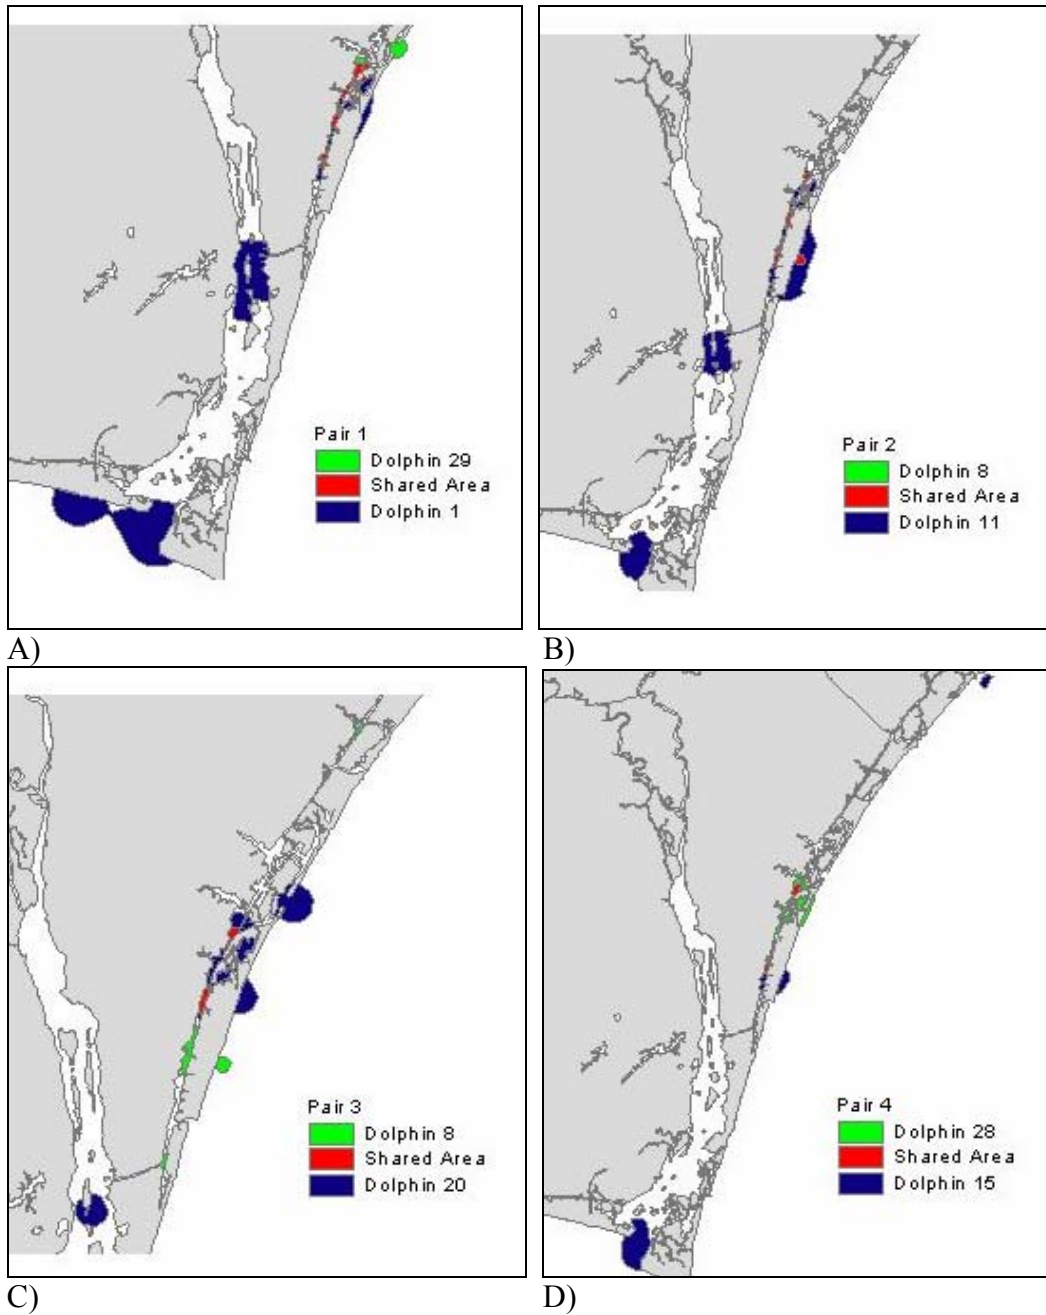 Pair 1
Dolphin 29
Shared Area
Dolphin 1
A)
Pair 2
Dolphin 8
Shared Area
Dolphin 11
B)
Pair 3
Dolphin 8
Shared Area
Dolphin 20
C)
Pair 4
Dolphin 28
Shared Area
Dolphin 15
D)